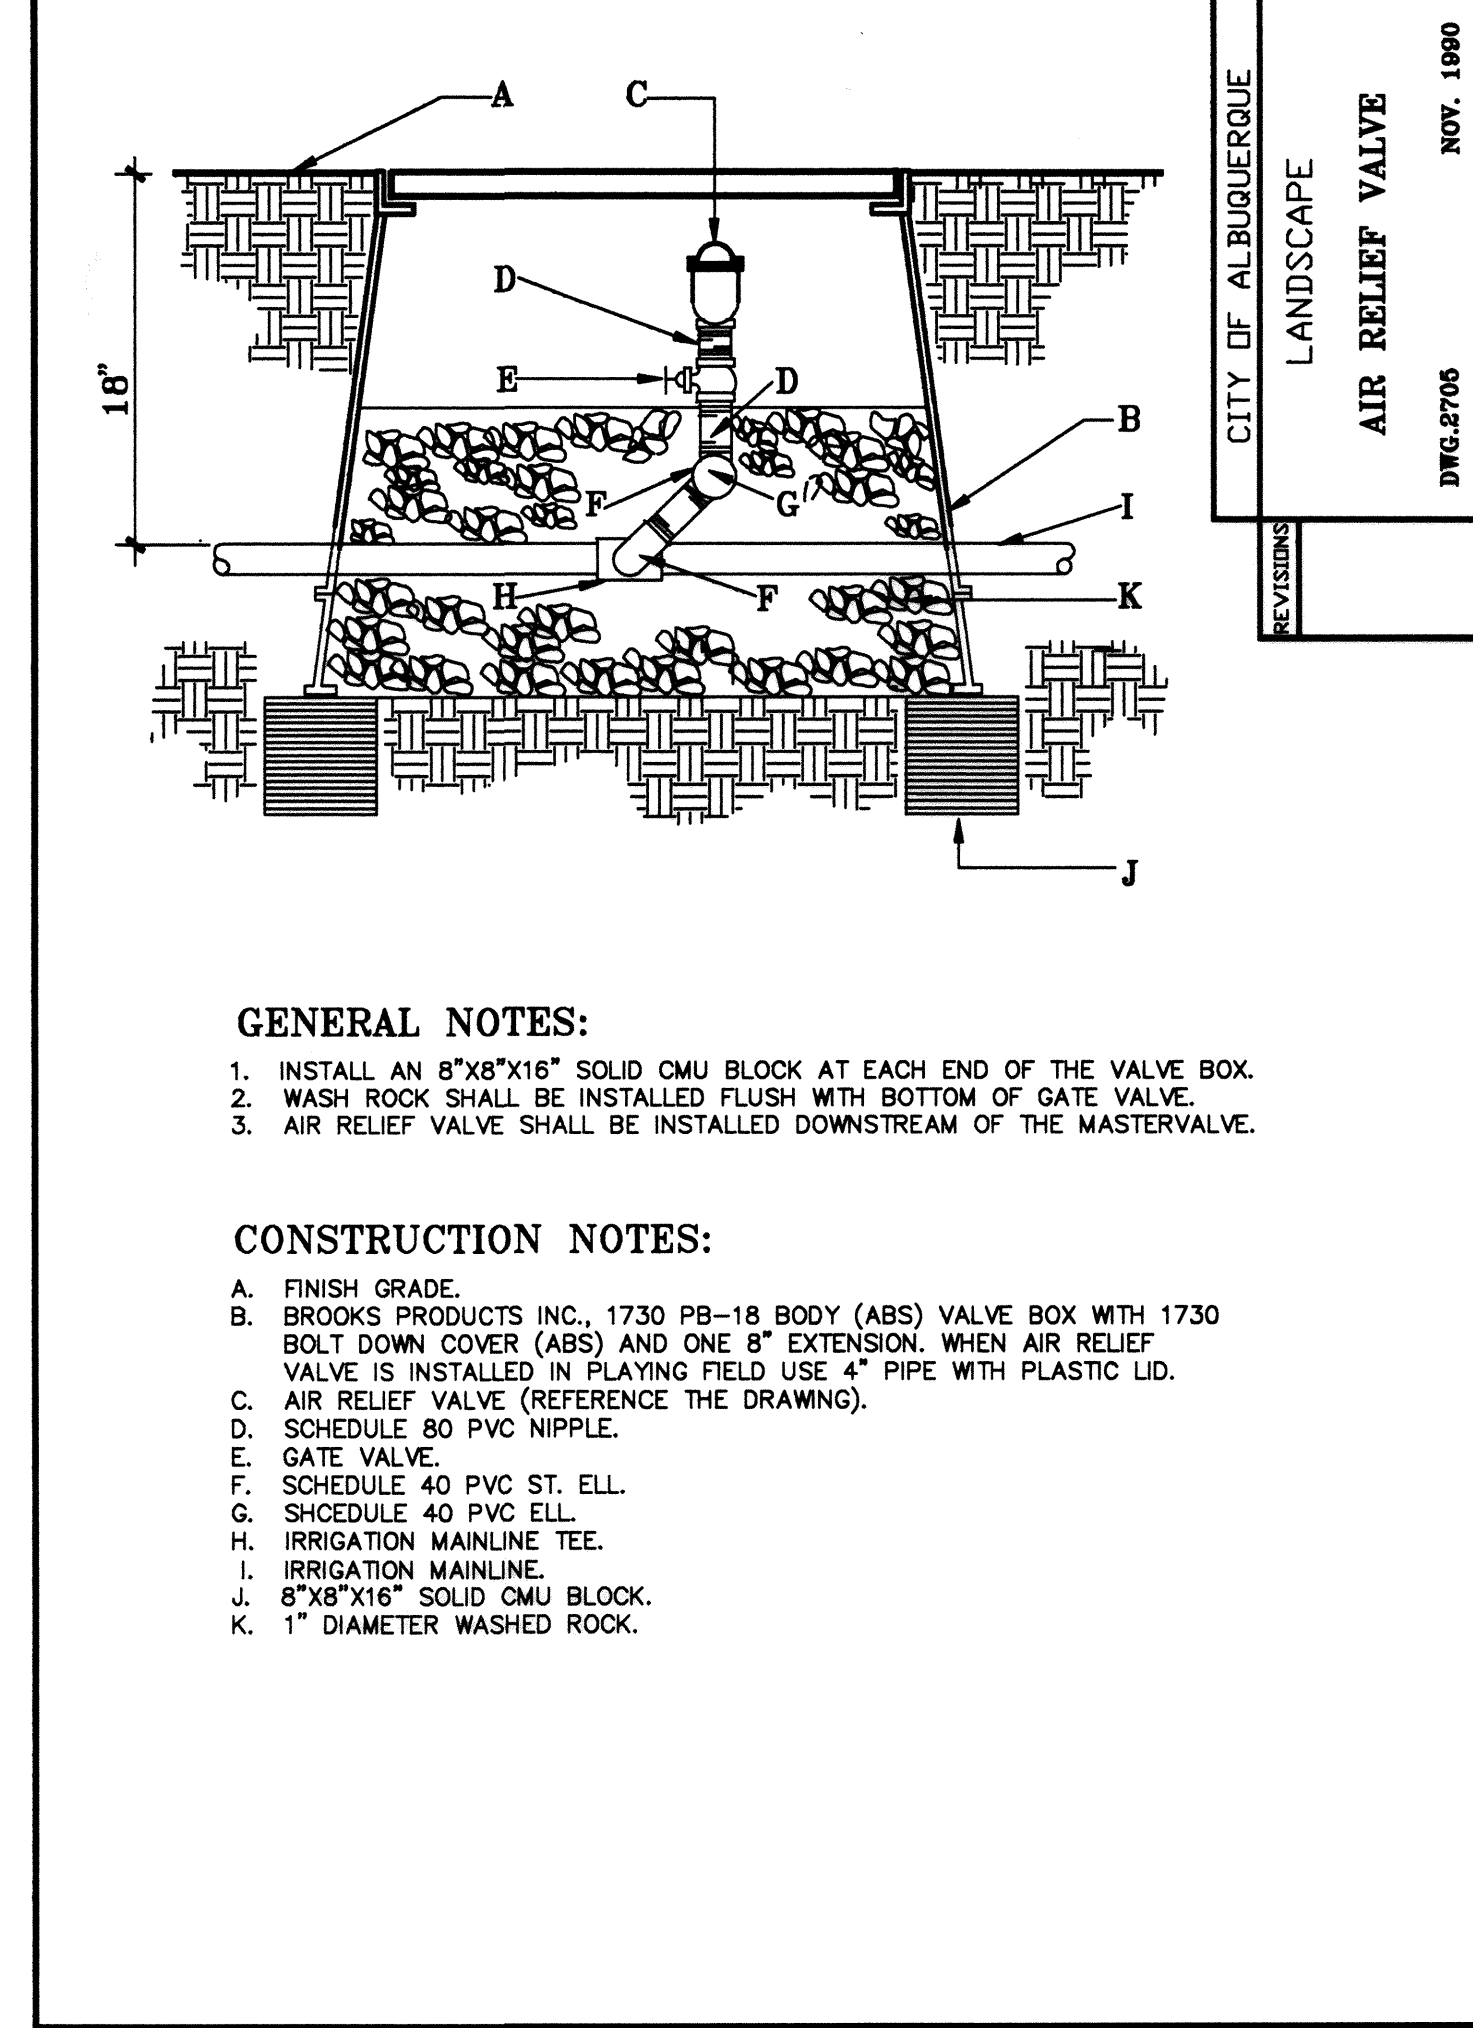 A
C
D
E
D
18"
B
F
G
I
H
F
K
J
GENERAL NOTES:
1. INSTALL AN 8"X8"X16" SOLID CMU BLOCK AT EACH END OF THE VALVE BOX.
2. WASH ROCK SHALL BE INSTALLED FLUSH WITH BOTTOM OF GATE VALVE.
3. AIR RELIEF VALVE SHALL BE INSTALLED DOWNSTREAM OF THE MASTERVALVE.
CONSTRUCTION NOTES:
A. FINISH GRADE.
B. BROOKS PRODUCTS INC., 1730 PB-18 BODY (ABS) VALVE BOX WITH 1730
BOLT DOWN COVER (ABS) AND ONE 8" EXTENSION. WHEN AIR RELIEF
VALVE IS INSTALLED IN PLAYING FIELD USE 4" PIPE WITH PLASTIC LID.
C. AIR RELIEF VALVE (REFERENCE THE DRAWING).
D. SCHEDULE 80 PVC NIPPLE.
E. GATE VALVE.
F. SCHEDULE 40 PVC ST. ELL.
G. SHCEDULE 40 PVC ELL.
H. IRRIGATION MAINLINE TEE.
I. IRRIGATION MAINLINE.
J. 8"X8"X16" SOLID CMU BLOCK.
K. 1" DIAMETER WASHED ROCK.
REVISIONS
CITY OF ALBUQUERQUE
LANDSCAPE
AIR RELIEF VALVE
DWG.2705 NOV. 1990